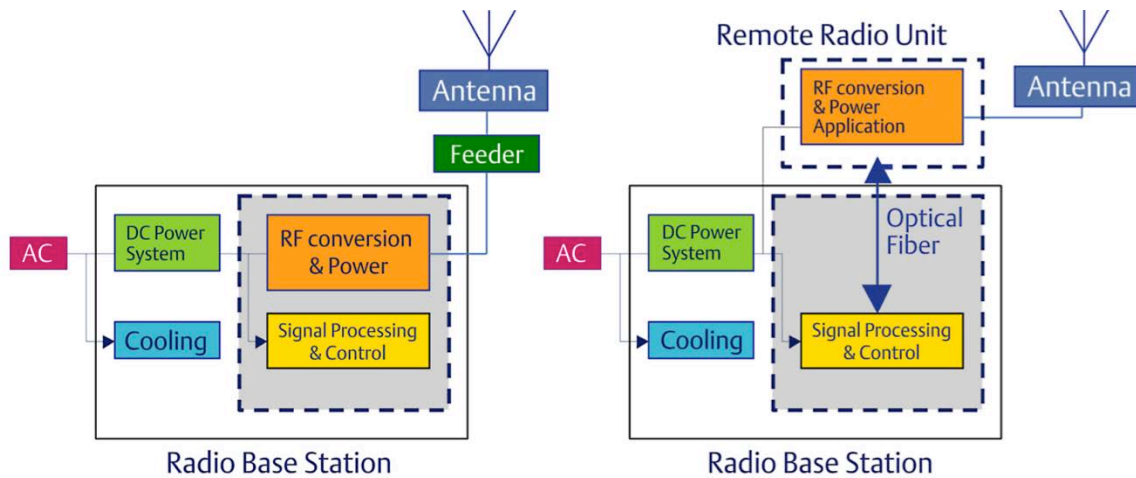 Antenna
Feeder
AC
DC Power
System
Cooling
RF conversion
& Power
Signal Processing
& Control
Radio Base Station
Remote Radio Unit
RF conversion
& Power
Application
Antenna
Optical
Fiber
AC
DC Power
System
Cooling
Signal Processing
& Control
Radio Base Station